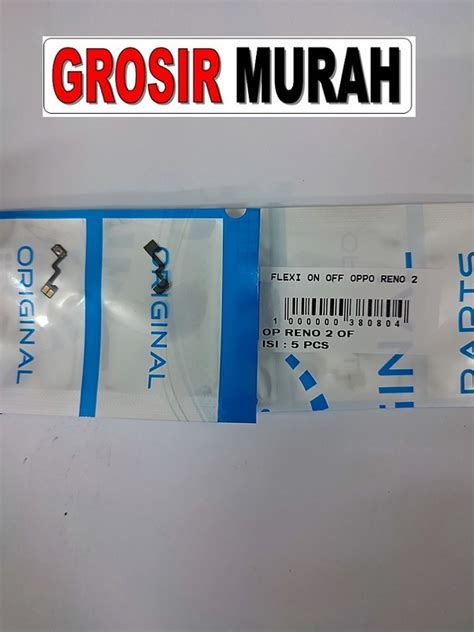 GROSIR MURAH
ORIGINAL
ORIGINAL
FLEXI ON OFF OPPO RENO 2
1 000000 380804
OP RENO 2 OF
ISI : 5 PCS
PARTS